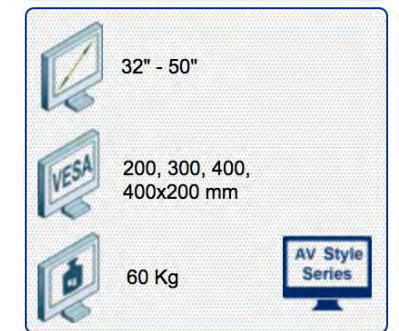 32" - 50"
VESA
200, 300, 400,
400x200 mm
60 Kg
AV Style
Series